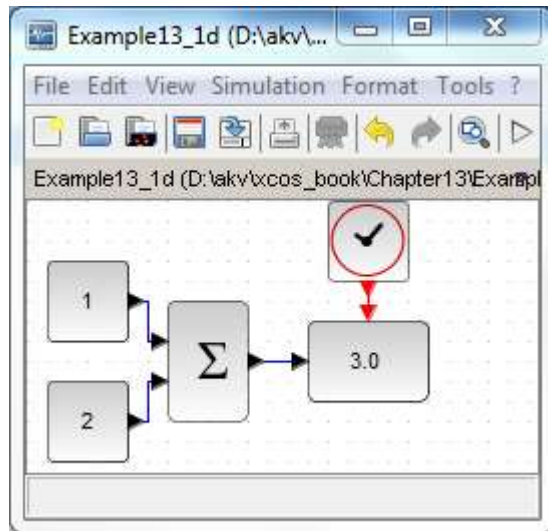 Example13_1d (D:\akv\...
File Edit View Simulation Format Tools ?
Example13_1d (D:\akv\xcos_book\Chapter13\Exampl
1
Σ
3.0
2